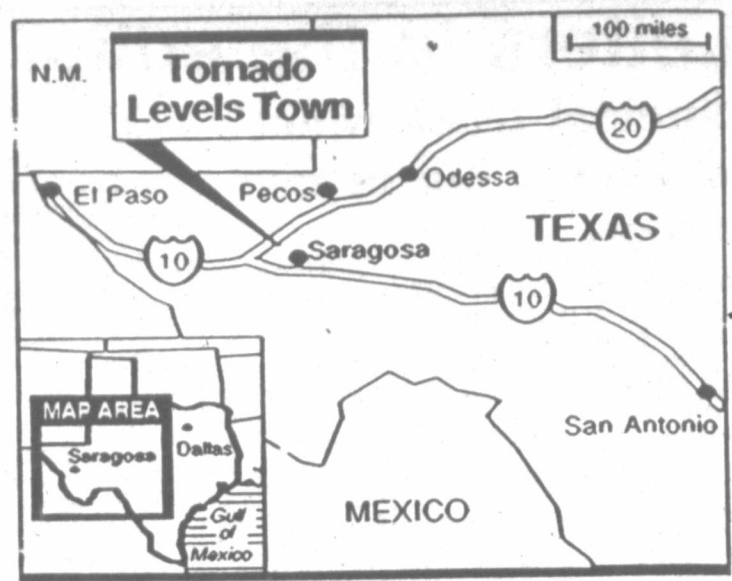 100 miles
N.M.
Tornado
Levels Town
20
El Paso
Pecos
Odessa
TEXAS
10
Saragosa
10
San Antonio
MAP AREA
Saragosa
Dallas
Gulf
of
Mexico
MEXICO